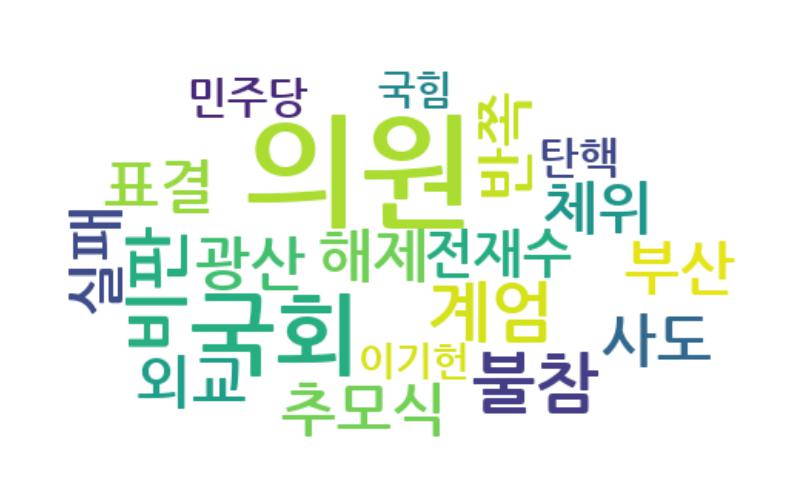 민주당
국힘
의원
반쪽
탄핵
표결
체위
실패
비판
광산
해제
전재수
부산
국회
계엄
사도
이기헌
불참
외교
추모식